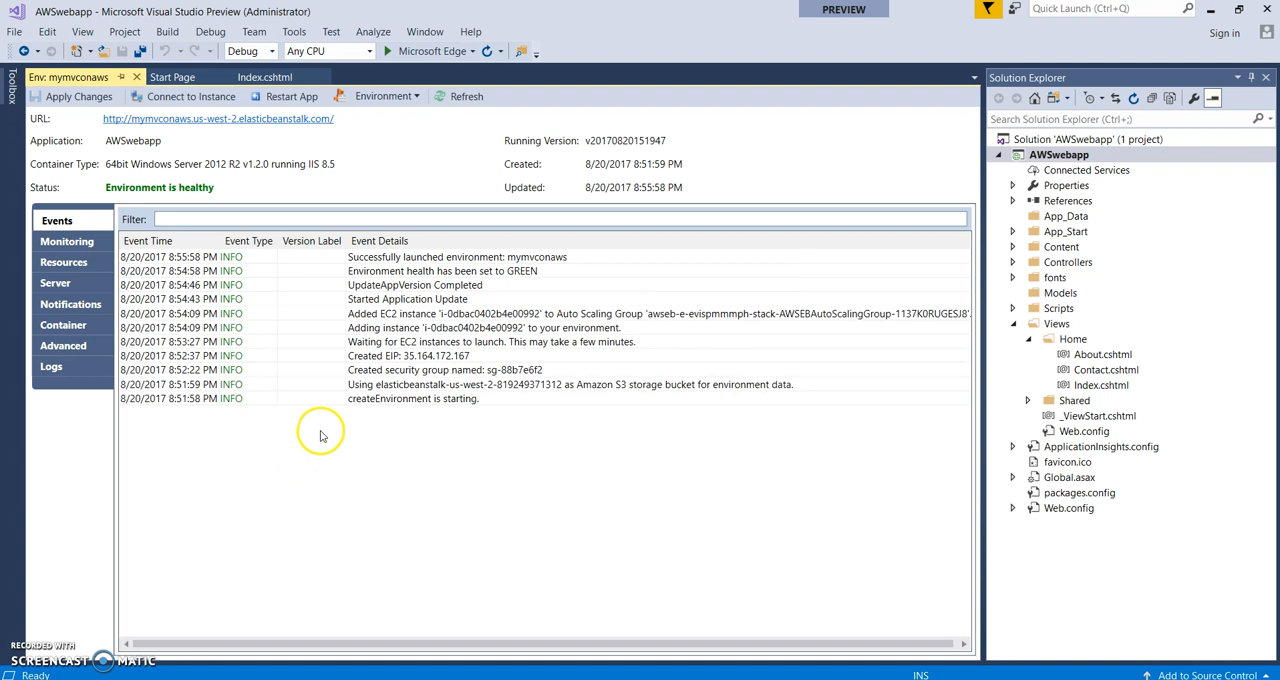 AWSwebapp - Microsoft Visual Studio Preview (Administrator)
PREVIEW
Quick Launch (Ctrl+Q)
File Edit View Project Build Debug Team Tools Test Analyze Window Help
Sign in
Debug Any CPU Microsoft Edge
Toolbox
Env: mymvconaws Start Page Index.cshtml
Apply Changes Connect to Instance Restart App Environment Refresh
URL: http://mymvconaws.us-west-2.elasticbeanstalk.com/
Application: AWSwebapp Running Version: v20170820151947
Container Type: 64bit Windows Server 2012 R2 v1.2.0 running IIS 8.5 Created: 8/20/2017 8:51:59 PM
Status: Environment is healthy Updated: 8/20/2017 8:55:58 PM
Events
Monitoring
Resources
Server
Notifications
Container
Advanced
Logs
Filter:
Event Time Event Type Version Label Event Details
8/20/2017 8:55:58 PM INFO Successfully launched environment: mymvconaws
8/20/2017 8:54:58 PM INFO Environment health has been set to GREEN
8/20/2017 8:54:46 PM INFO UpdateAppVersion Completed
8/20/2017 8:54:43 PM INFO Started Application Update
8/20/2017 8:54:09 PM INFO Added EC2 instance 'i-0dbac0402b4e00992' to Auto Scaling Group 'awseb-e-evispmmmph-stack-AWSEBAutoScalingGroup-1137K0RUGESJ8'.
8/20/2017 8:54:09 PM INFO Adding instance 'i-0dbac0402b4e00992' to your environment.
8/20/2017 8:53:27 PM INFO Waiting for EC2 instances to launch. This may take a few minutes.
8/20/2017 8:52:37 PM INFO Created EIP: 35.164.172.167
8/20/2017 8:52:22 PM INFO Created security group named: sg-88b7e6f2
8/20/2017 8:51:59 PM INFO Using elasticbeanstalk-us-west-2-819249371312 as Amazon S3 storage bucket for environment data.
8/20/2017 8:51:58 PM INFO createEnvironment is starting.
Solution Explorer
Search Solution Explorer (Ctrl+;)
Solution 'AWSwebapp' (1 project)
AWSwebapp
Connected Services
Properties
References
App_Data
App_Start
Content
Controllers
fonts
Models
Scripts
Views
Home
About.cshtml
Contact.cshtml
Index.cshtml
Shared
_ViewStart.cshtml
Web.config
ApplicationInsights.config
favicon.ico
Global.asax
packages.config
Web.config
RECORDED WITH
SCREENCAST MATIC
Ready INS Add to Source Control